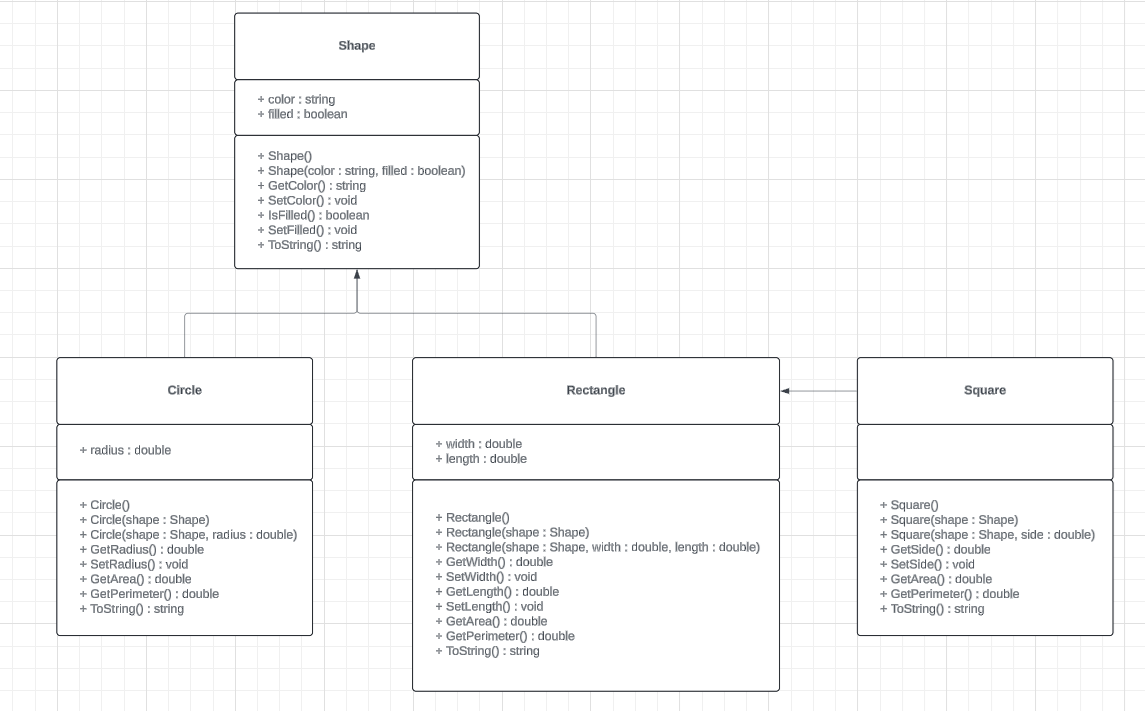 Shape
+ color : string
+ filled : boolean
+ Shape()
+ Shape(color : string, filled : boolean)
+ GetColor() : string
+ SetColor() : void
+ IsFilled() : boolean
+ SetFilled() : void
+ ToString() : string
Circle
+ radius : double
+ Circle()
+ Circle(shape : Shape)
+ Circle(shape : Shape, radius : double)
+ GetRadius() : double
+ SetRadius() : void
+ GetArea() : double
+ GetPerimeter() : double
+ ToString() : string
Rectangle
+ width : double
+ length : double
+ Rectangle()
+ Rectangle(shape : Shape)
+ Rectangle(shape : Shape, width : double, length : double)
+ GetWidth() : double
+ SetWidth() : void
+ GetLength() : double
+ SetLength() : void
+ GetArea() : double
+ GetPerimeter() : double
+ ToString() : string
Square
+ Square()
+ Square(shape : Shape)
+ Square(shape : Shape, side : double)
+ GetSide() : double
+ SetSide() : void
+ GetArea() : double
+ GetPerimeter() : double
+ ToString() : string